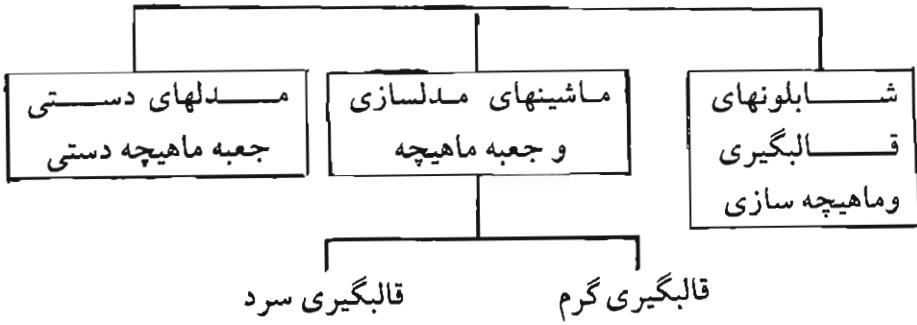 شابلونهای
قالبگیری
وماهیچه سازی
ماشینهای مدلسازی
و جعبه ماهیچه
مدلهای دستی
جعبه ماهیچه دستی
قالبگیری گرم
قالبگیری سرد